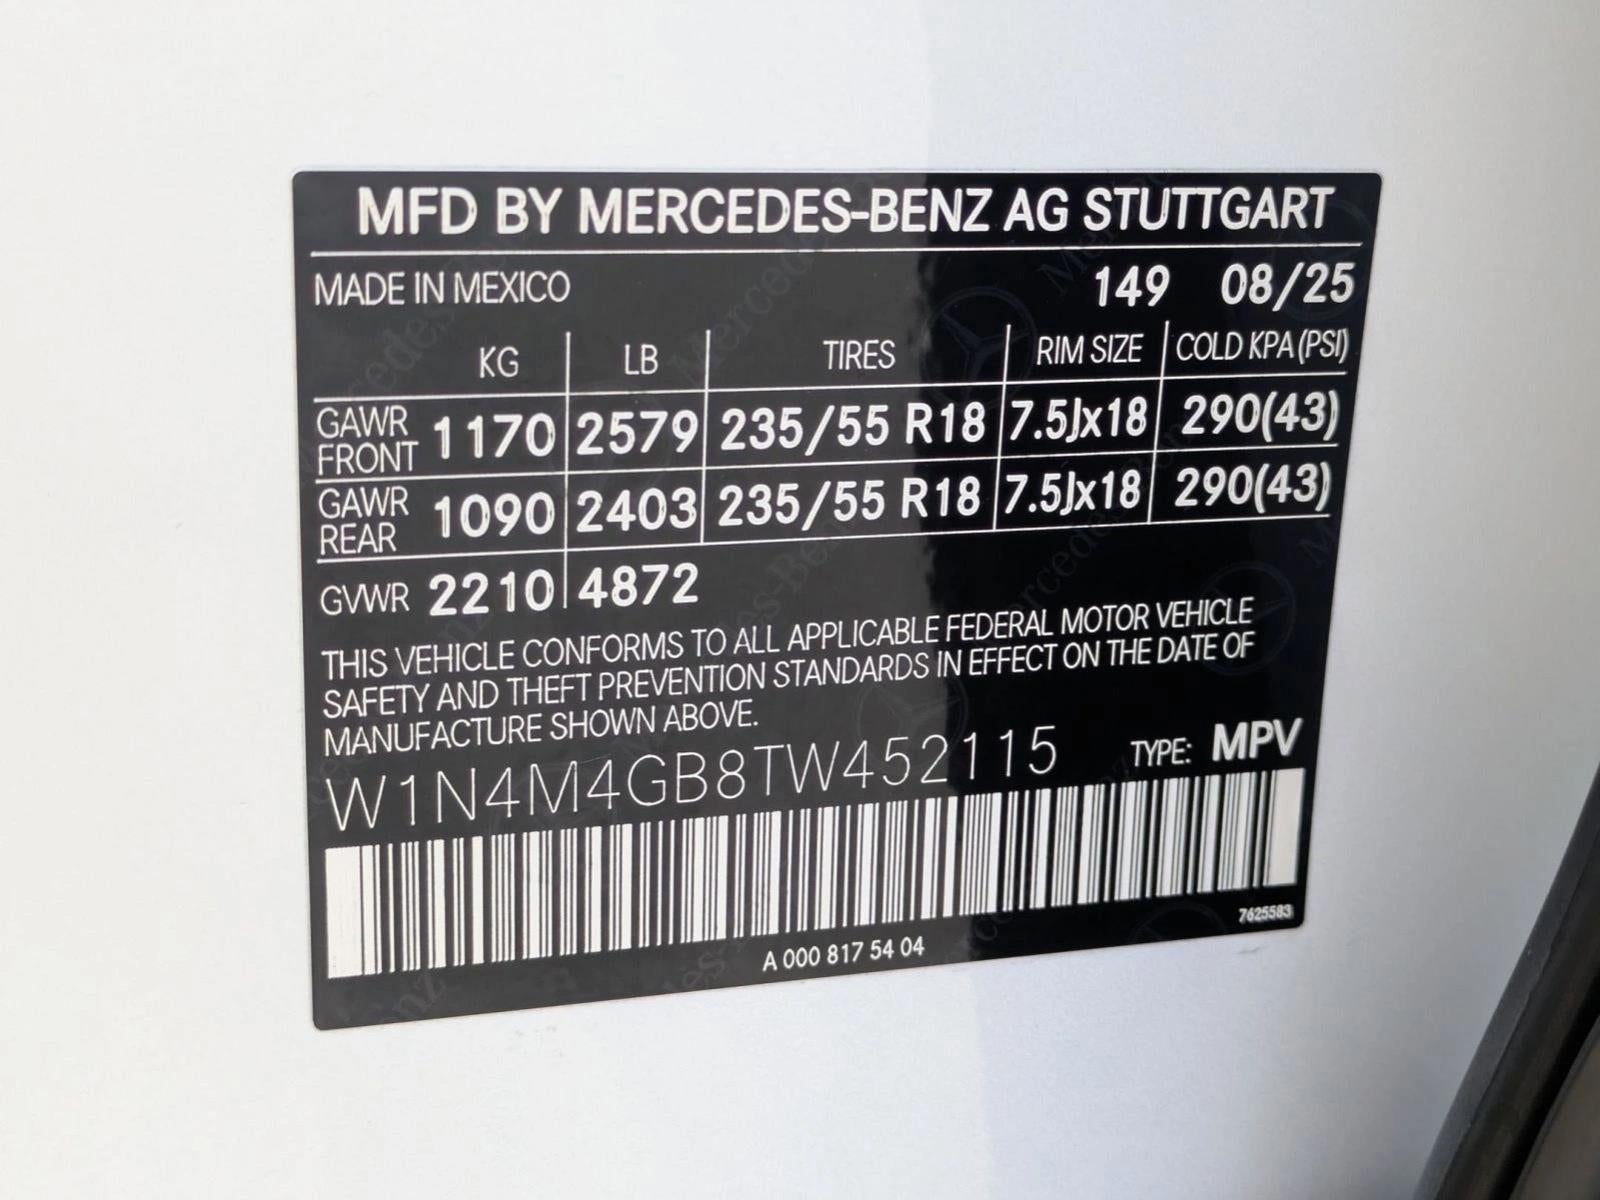 MFD BY MERCEDES-BENZ AG STUTTGART
MADE IN MEXICO 149 08/25
KG LB TIRES RIM SIZE COLD KPA (PSI)
GAWR FRONT 1170 2579 235/55 R18 7.5Jx18 290(43)
GAWR REAR 1090 2403 235/55 R18 7.5Jx18 290(43)
GVWR 2210 4872
THIS VEHICLE CONFORMS TO ALL APPLICABLE FEDERAL MOTOR VEHICLE
SAFETY AND THEFT PREVENTION STANDARDS IN EFFECT ON THE DATE OF
MANUFACTURE SHOWN ABOVE.
W1N4M4GB8TW452115 TYPE: MPV
7625583
A 000 817 54 04